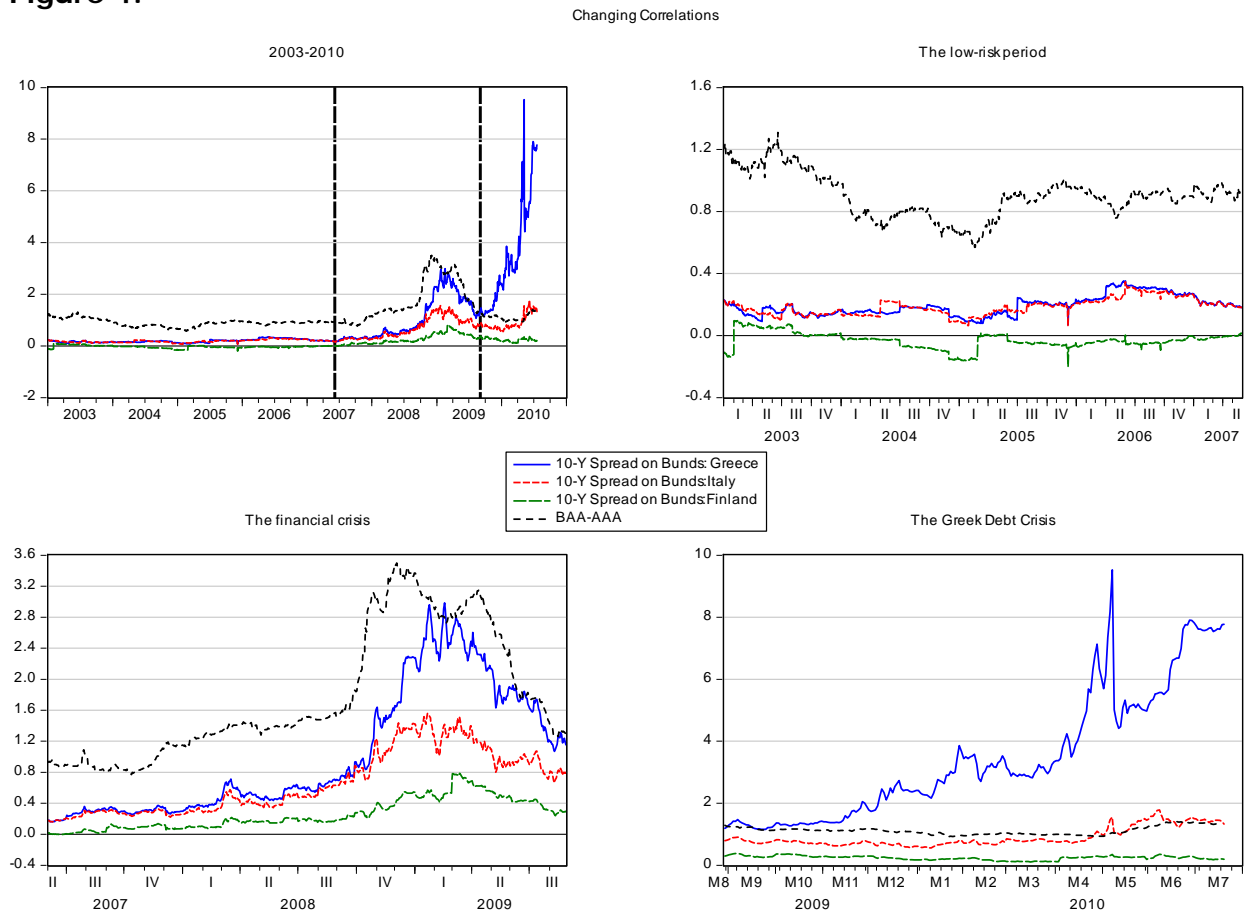 Changing Correlations
2003-2010
10
8
6
4
2
0
-2
2003 2004 2005 2006 2007 2008 2009 2010
The low-risk period
1.6
1.2
0.8
0.4
0.0
-0.4
I II III IV I II III IV I II III IV I II III IV I II
2003 2004 2005 2006 2007
10-Y Spread on Bunds: Greece
10-Y Spread on Bunds:Italy
10-Y Spread on Bunds:Finland
BAA-AAA
The financial crisis
3.6
3.2
2.8
2.4
2.0
1.6
1.2
0.8
0.4
0.0
-0.4
II III IV I II III IV I II III
2007 2008 2009
The Greek Debt Crisis
10
8
6
4
2
0
M8 M9 M10 M11 M12 M1 M2 M3 M4 M5 M6 M7
2009 2010